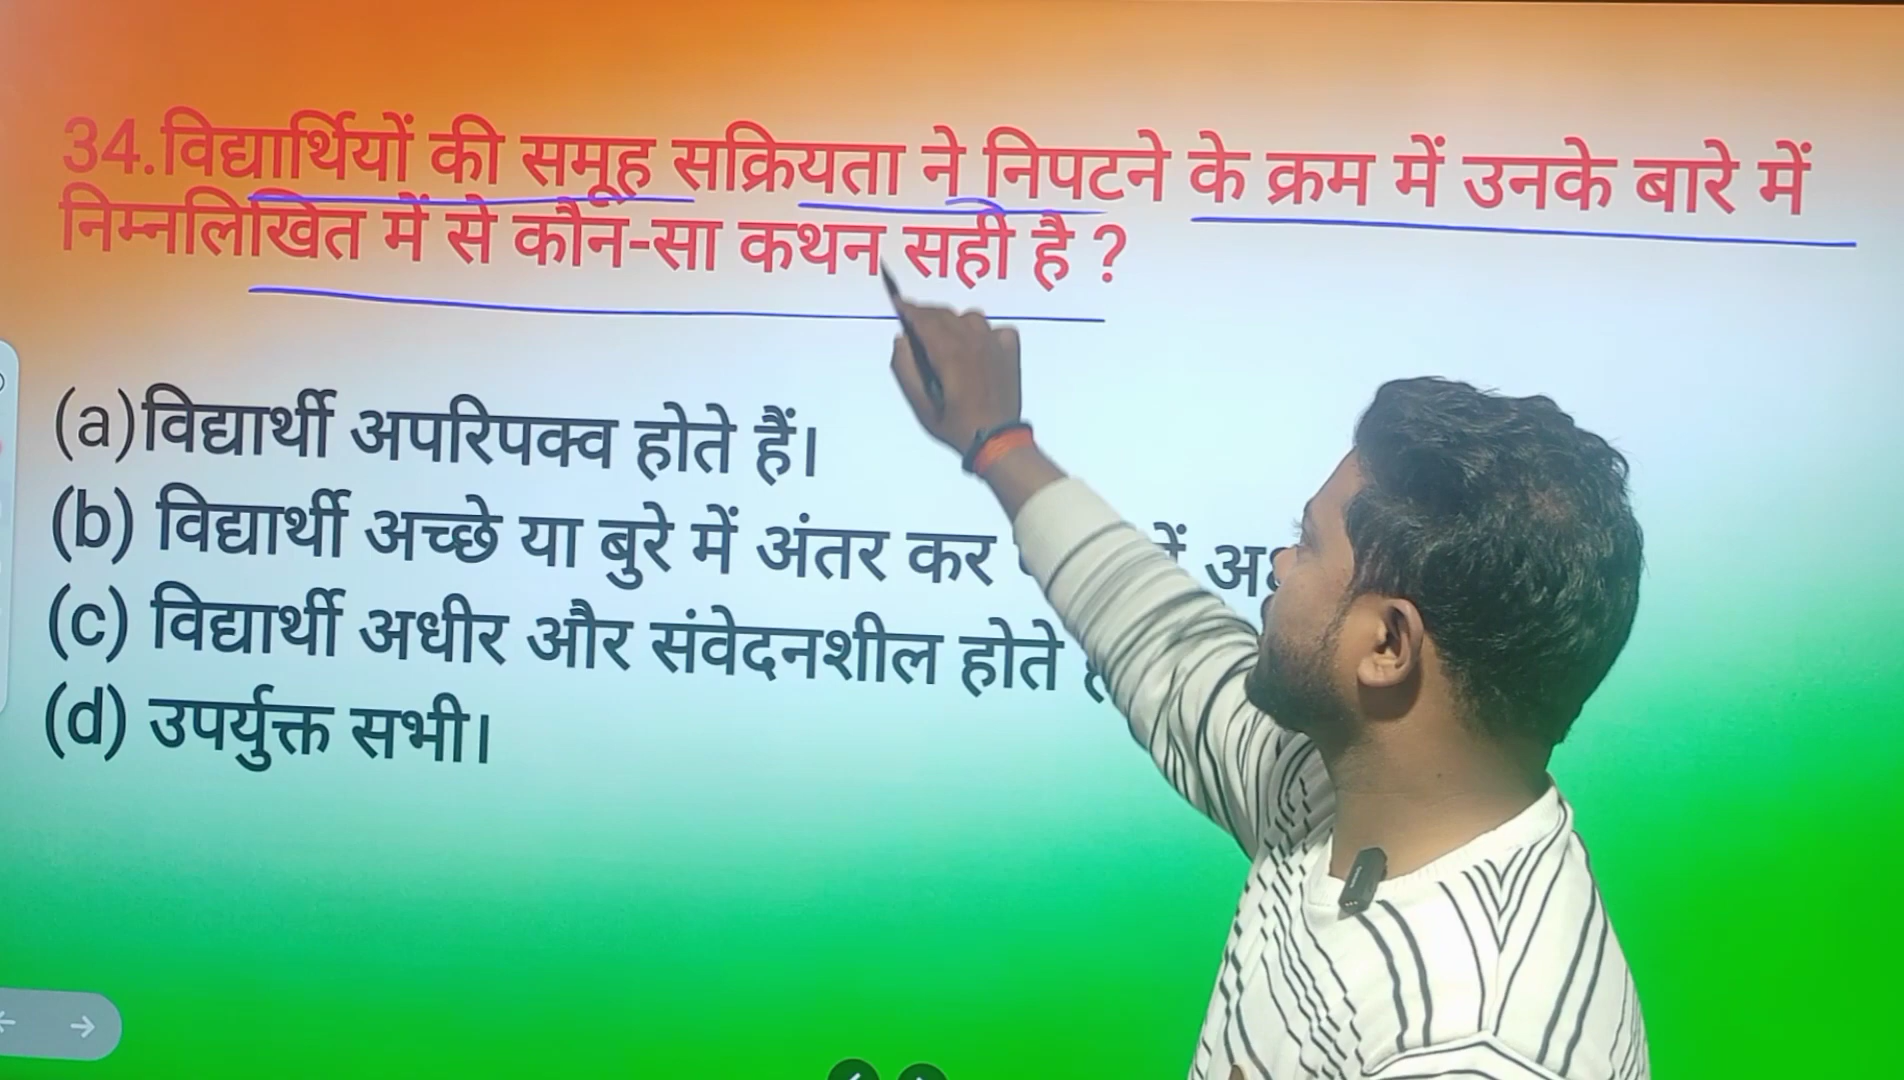 34.विद्यार्थियों की समूह सक्रियता ने निपटने के क्रम में उनके बारे में
निम्नलिखित में से कौन-सा कथन सही है ?
(a)विद्यार्थी अपरिपक्व होते हैं।
(b) विद्यार्थी अच्छे या बुरे में अंतर कर
(c) विद्यार्थी अधीर और संवेदनशील होते
(d) उपर्युक्त सभी।